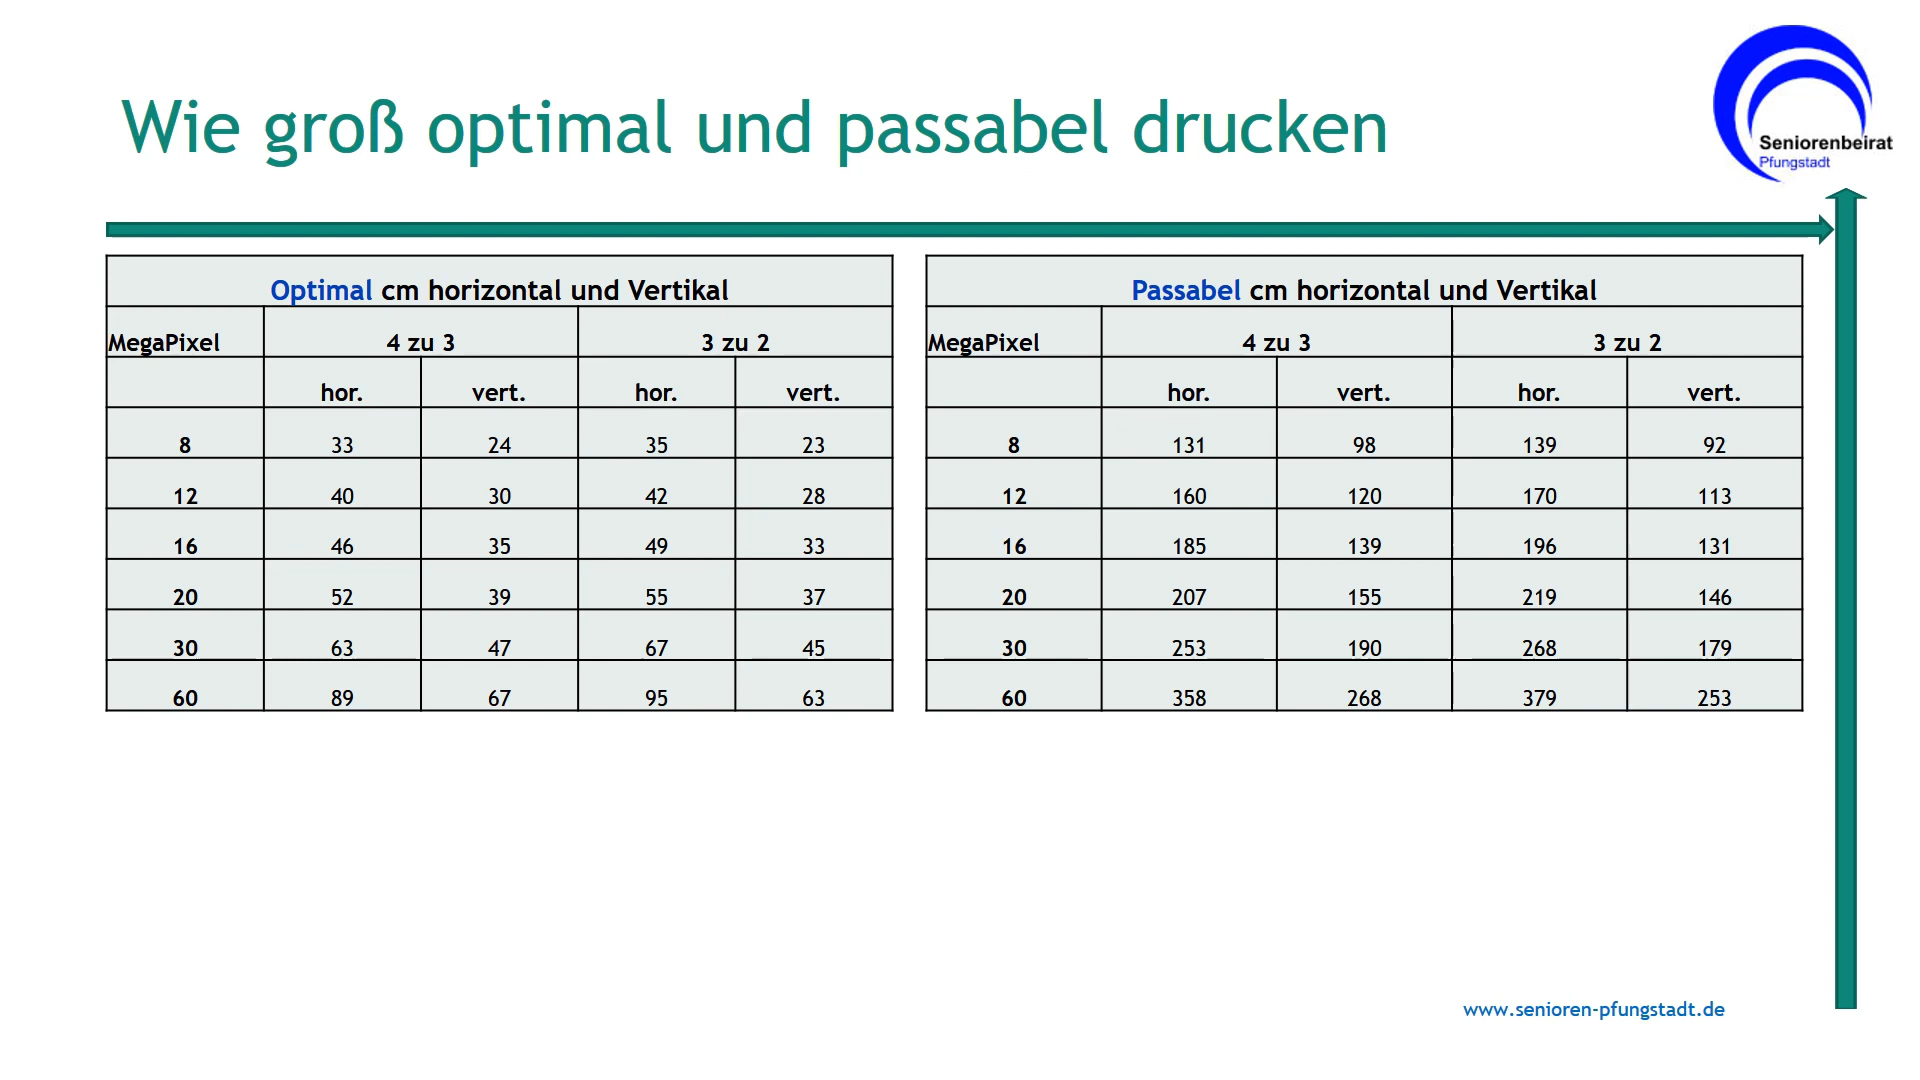 Wie groß optimal und passabel drucken
Seniorenbeirat
Pfungstadt
Optimal cm horizontal und Vertikal
MegaPixel 4 zu 3 3 zu 2
hor. vert. hor. vert.
8 33 24 35 23
12 40 30 42 28
16 46 35 49 33
20 52 39 55 37
30 63 47 67 45
60 89 67 95 63
Passabel cm horizontal und Vertikal
MegaPixel 4 zu 3 3 zu 2
hor. vert. hor. vert.
8 131 98 139 92
12 160 120 170 113
16 185 139 196 131
20 207 155 219 146
30 253 190 268 179
60 358 268 379 253
www.senioren-pfungstadt.de